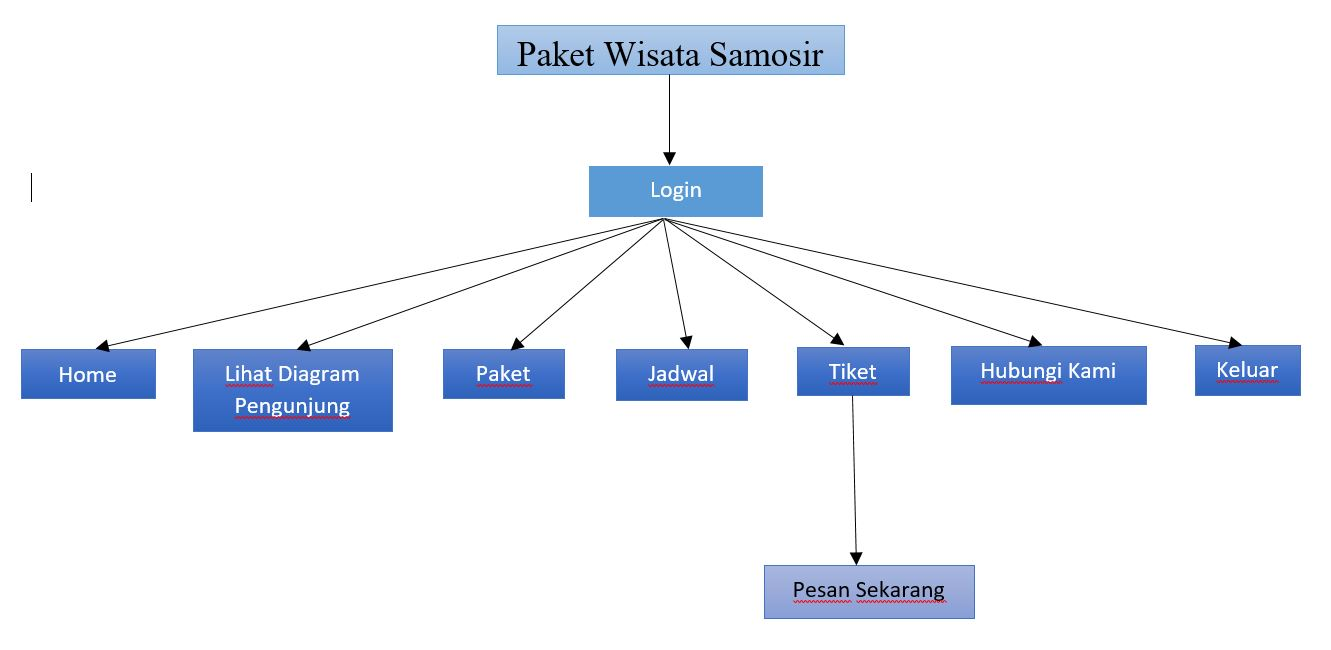 Paket Wisata Samosir
Login
Home
Lihat Diagram
Pengunjung
Paket
Jadwal
Tiket
Hubungi Kami
Keluar
Pesan Sekarang